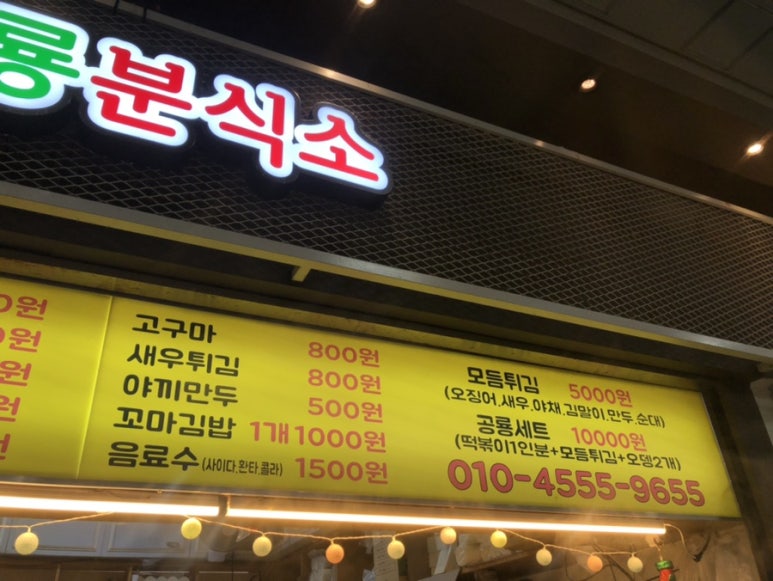 룡분식소
0원
0원
원
원
고구마 800원
새우튀김 800원
야끼만두 500원
꼬마김밥 1개1000원
음료수(사이다.환타.콜라) 1500원
모듬튀김 5000원
(오징어.새우.야채.김말이.만두.순대)
공룡세트 10000원
(떡볶이1인분+모듬튀김+오뎅2개)
010-4555-9655